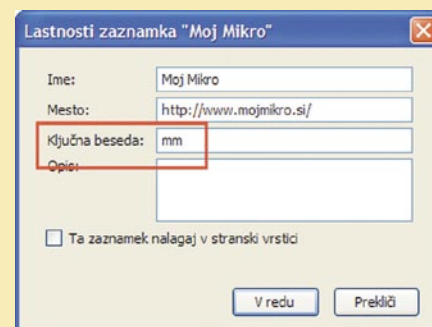 Lastnosti zaznamka "Moj Mikro"
Ime: Moj Mikro
Mesto: http://www.mojmikro.si/
Ključna beseda: mm
Opis:
Ta zaznamek nalagaj v stranski vrstici
V redu Prekliči